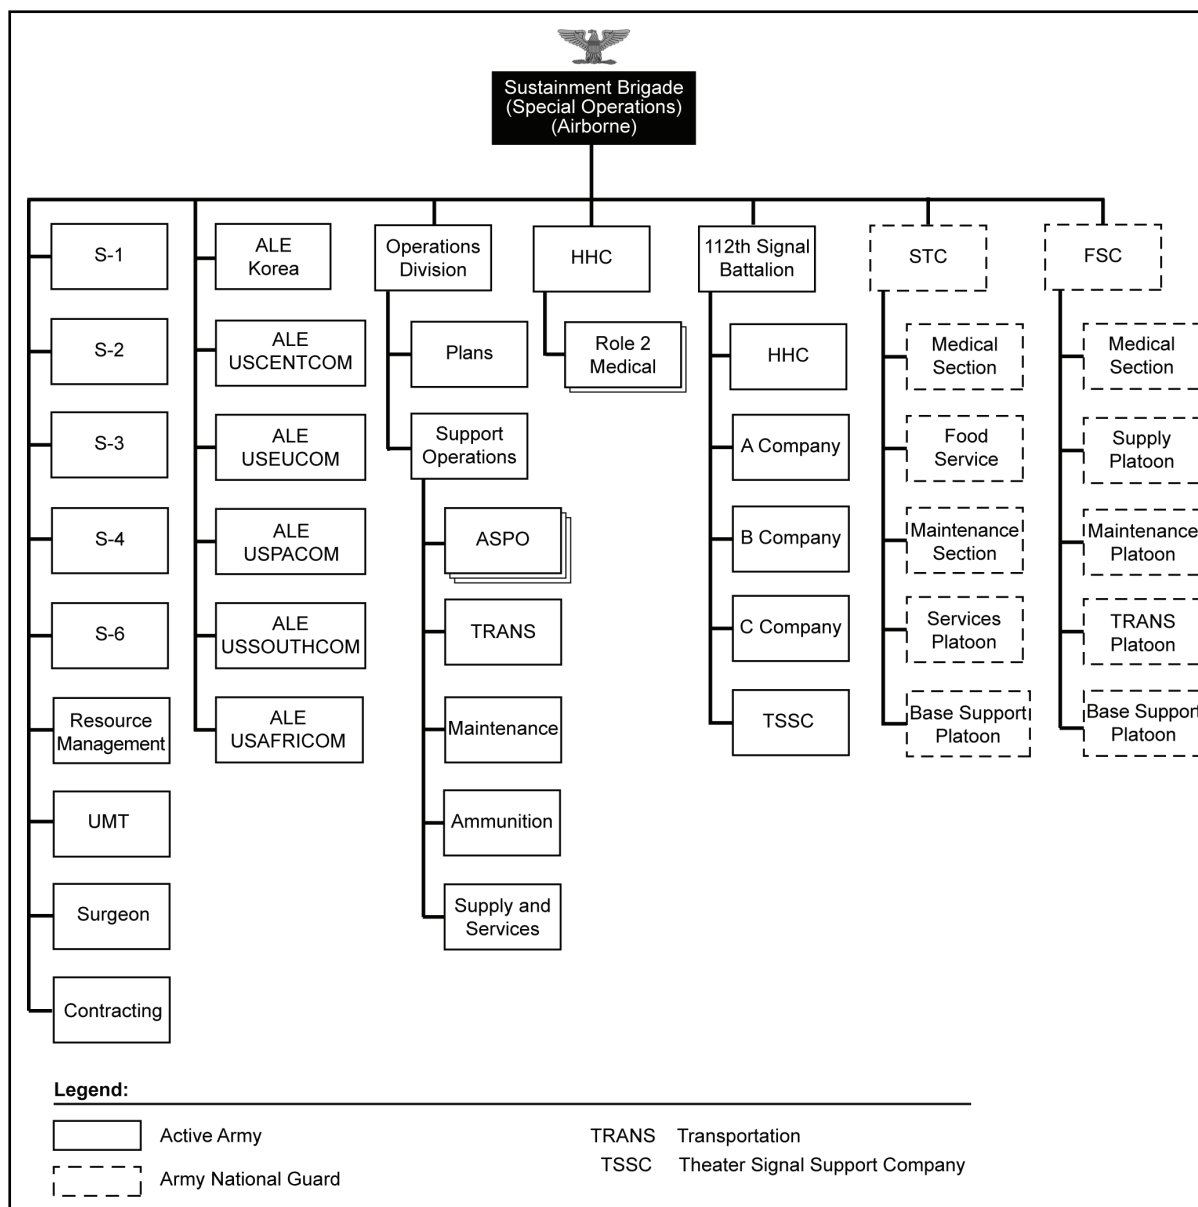 Sustainment Brigade
(Special Operations)
(Airborne)
S-1
S-2
S-3
S-4
S-6
Resource
Management
UMT
Surgeon
Contracting
ALE
Korea
ALE
USCENTCOM
ALE
USEUCOM
ALE
USPACOM
ALE
USSOUTHCOM
ALE
USAFRICOM
Operations
Division
Plans
Support
Operations
ASPO
TRANS
Maintenance
Ammunition
Supply and
Services
HHC
Role 2
Medical
112th Signal
Battalion
HHC
A Company
B Company
C Company
TSSC
STC
Medical
Section
Food
Service
Maintenance
Section
Services
Platoon
Base Support
Platoon
FSC
Medical
Section
Supply
Platoon
Maintenance
Platoon
TRANS
Platoon
Base Support
Platoon
Legend:
Active Army
Army National Guard
TRANS Transportation
TSSC Theater Signal Support Company